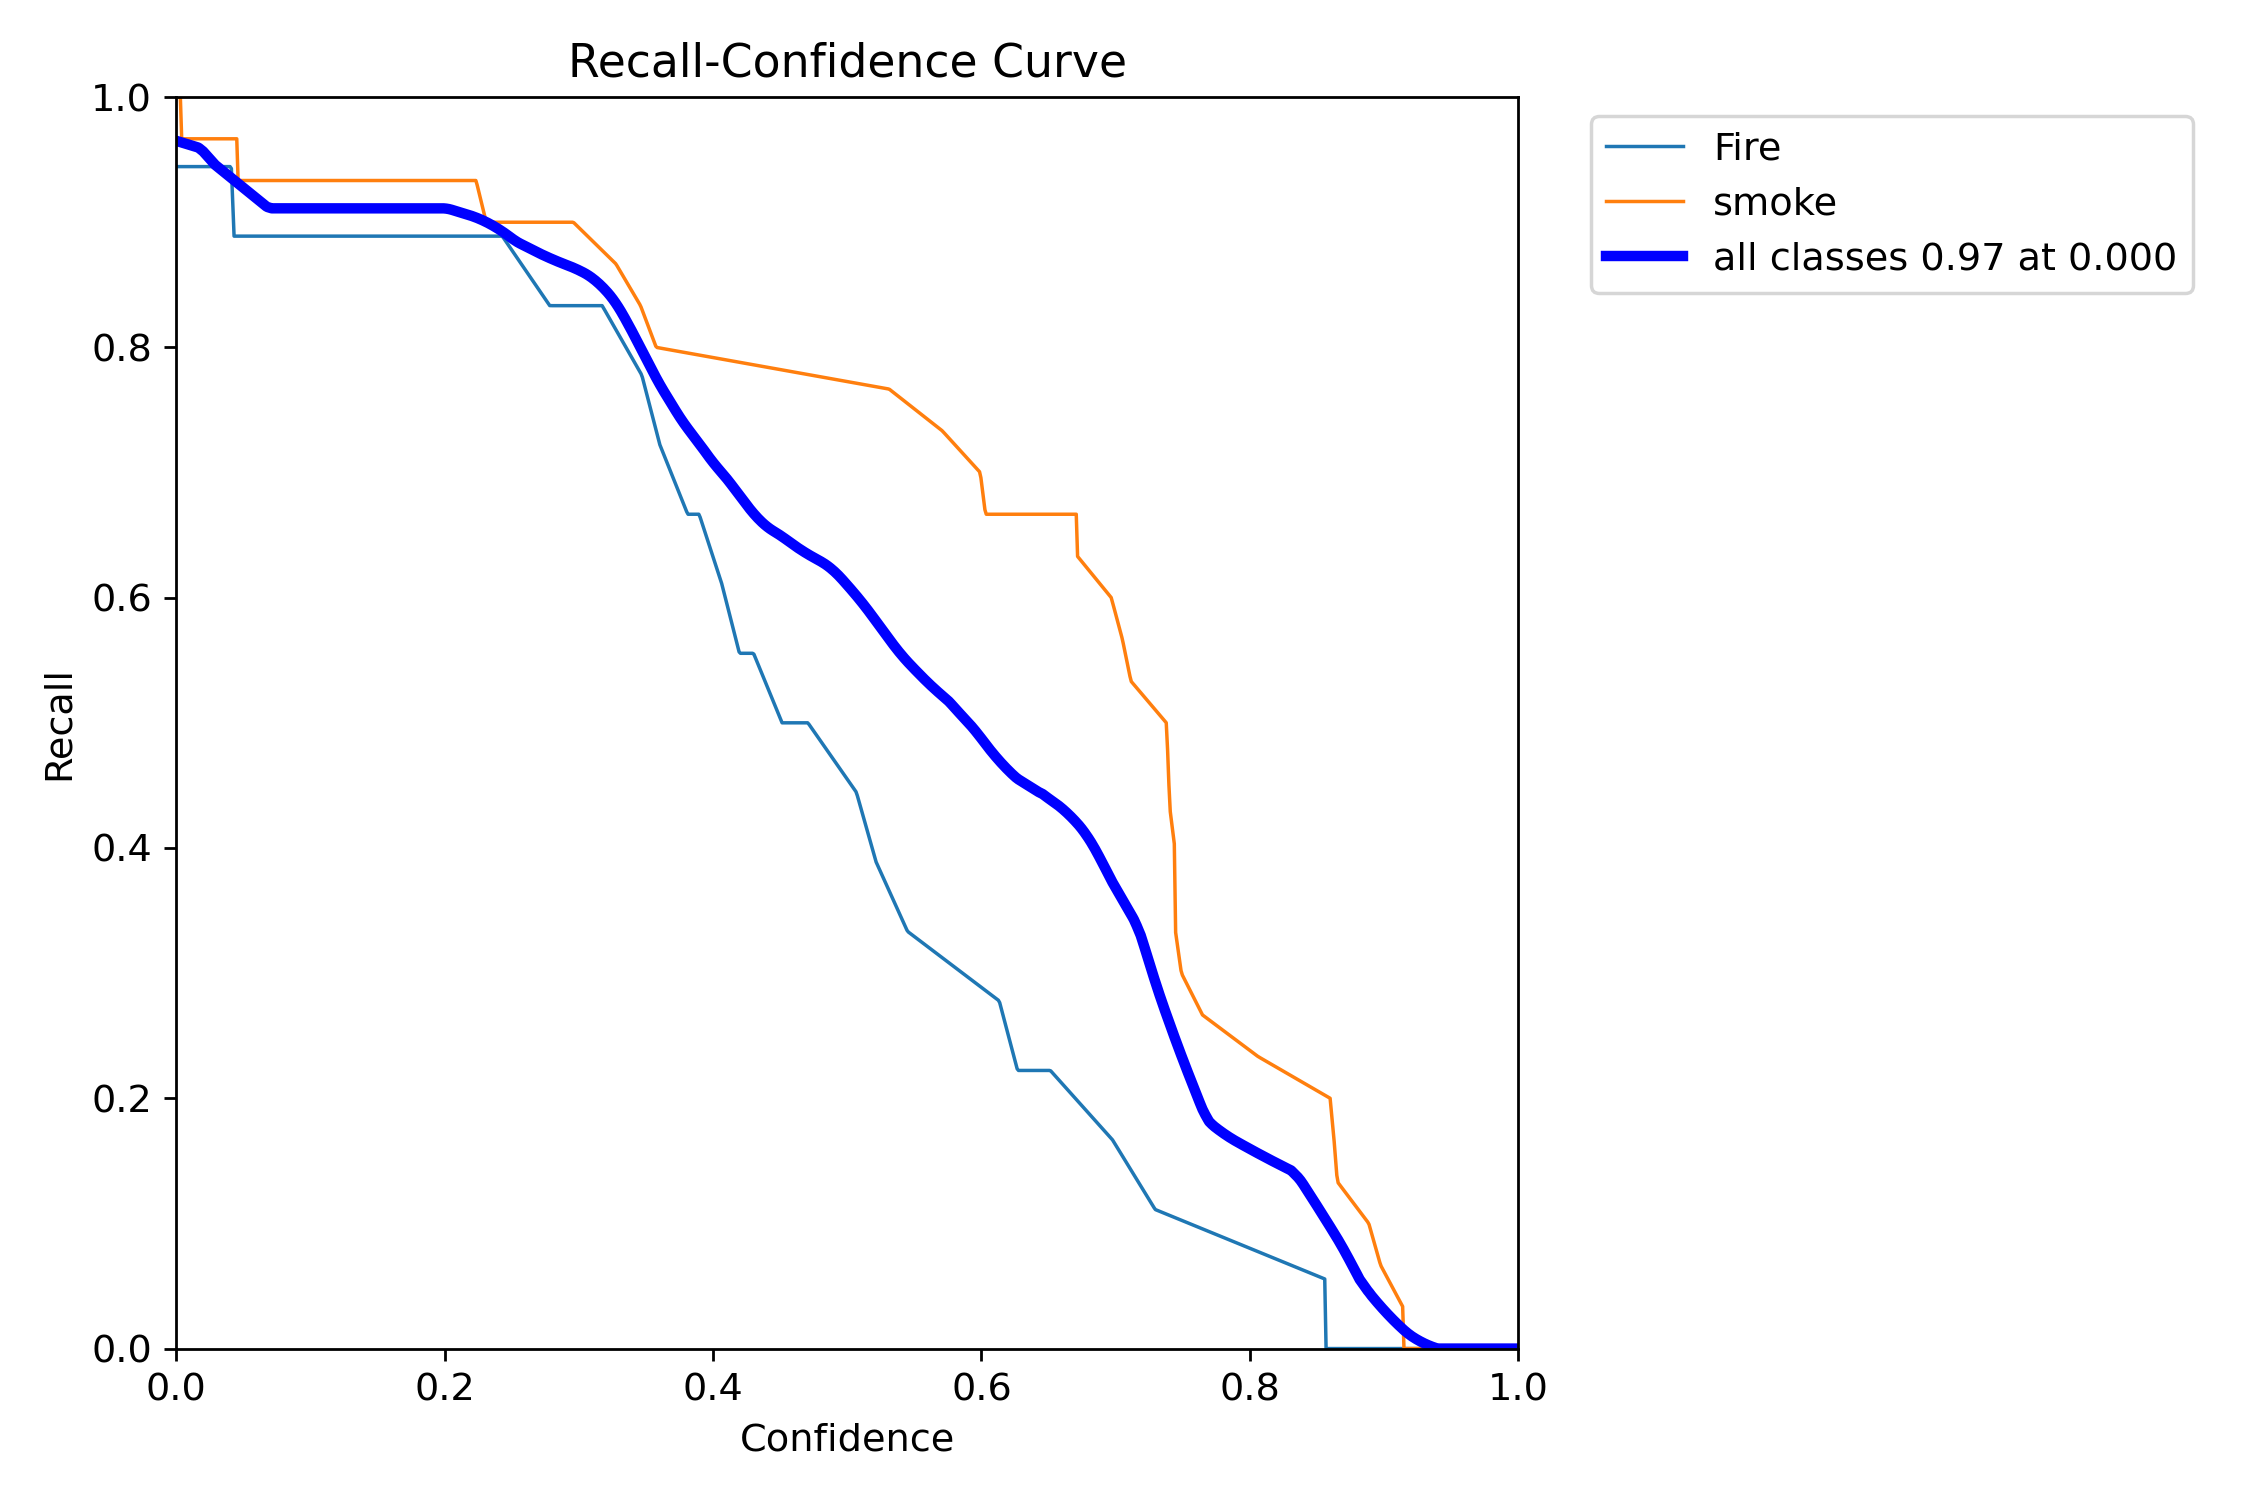 Recall-Confidence Curve
1.0
0.8
0.6
0.4
0.2
0.0
Recall
0.0 0.2 0.4 0.6 0.8 1.0
Confidence
Fire
smoke
all classes 0.97 at 0.000